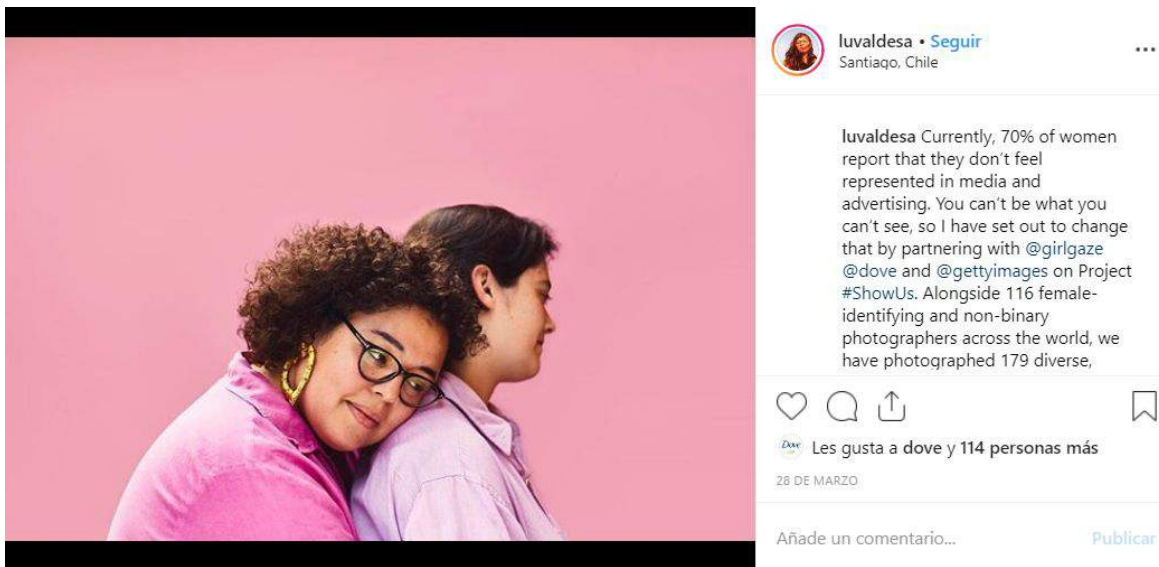 luvaldesa • Seguir
Santiago, Chile
luvaldesa Currently, 70% of women
report that they don't feel
represented in media and
advertising. You can't be what you
can't see, so I have set out to change
that by partnering with @girlgaze
@dove and @gettyimages on Project
#ShowUs. Alongside 116 female-
identifying and non-binary
photographers across the world, we
have photographed 179 diverse,
Dove
Les gusta a dove y 114 personas más
28 DE MARZO
Añade un comentario...
Publicar